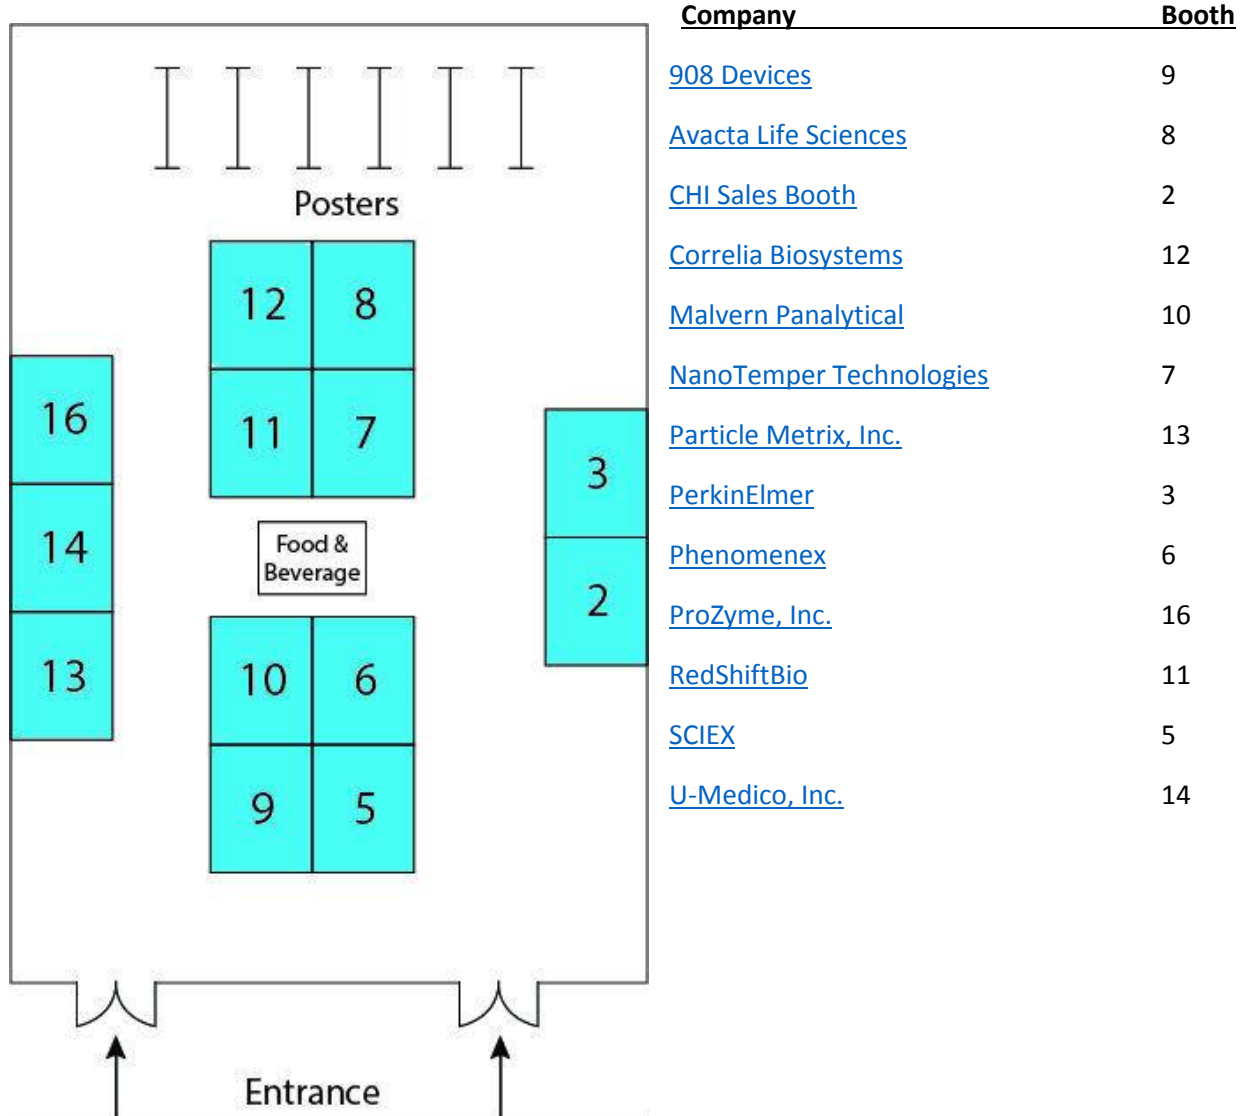 Posters
12 8
11 7
16
14
13
3
2
Food &
Beverage
10 6
9 5
Entrance
Company Booth
908 Devices 9
Avacta Life Sciences 8
CHI Sales Booth 2
Correlia Biosystems 12
Malvern Panalytical 10
NanoTemper Technologies 7
Particle Metrix, Inc. 13
PerkinElmer 3
Phenomenex 6
ProZyme, Inc. 16
RedShiftBio 11
SCIEX 5
U-Medico, Inc. 14